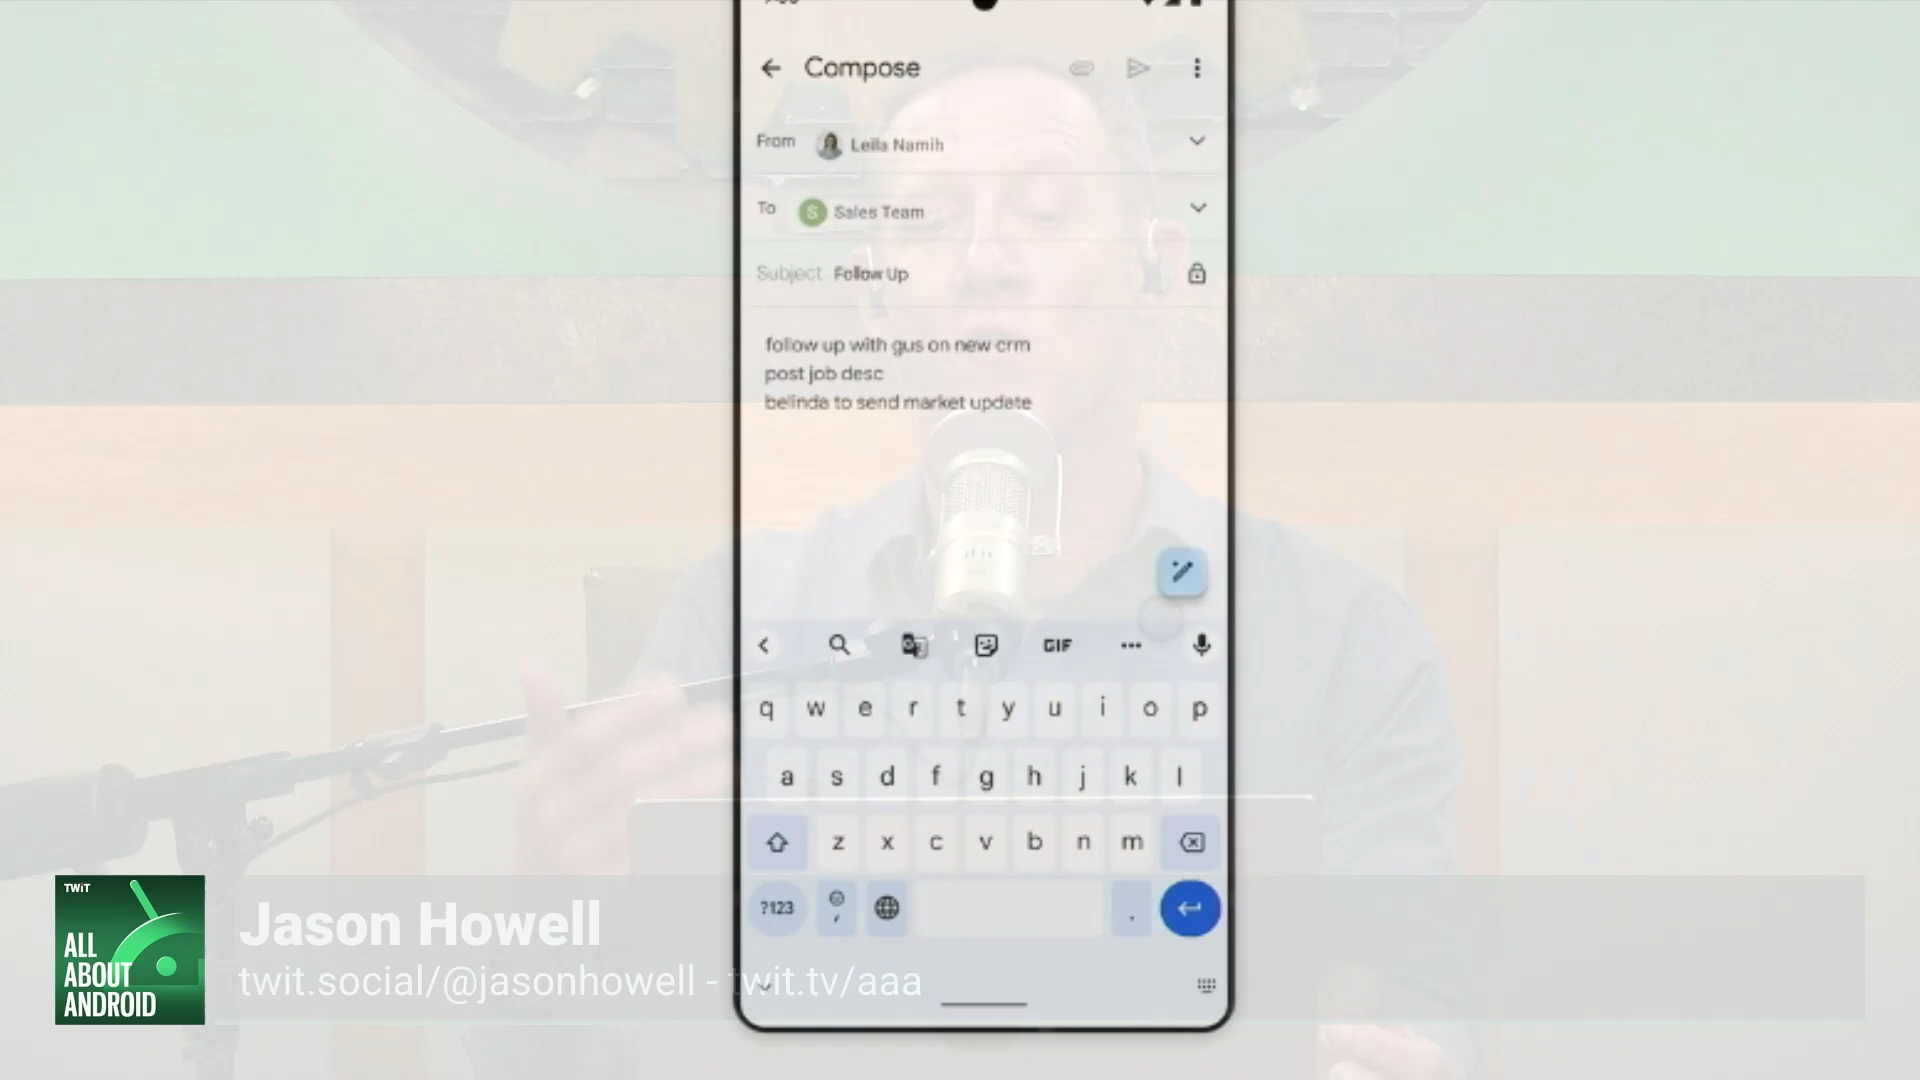 Compose
From Leila Namih
To S Sales Team
Subject Follow Up
follow up with gus on new crm
post job desc
belinda to send market update
GIF
q w e r t y u i o p
a s d f g h j k l
z x c v b n m
?123 , .
TWiT
ALL
ABOUT
ANDROID
Jason Howell
twit.social/@jasonhowell - twit.tv/aaa